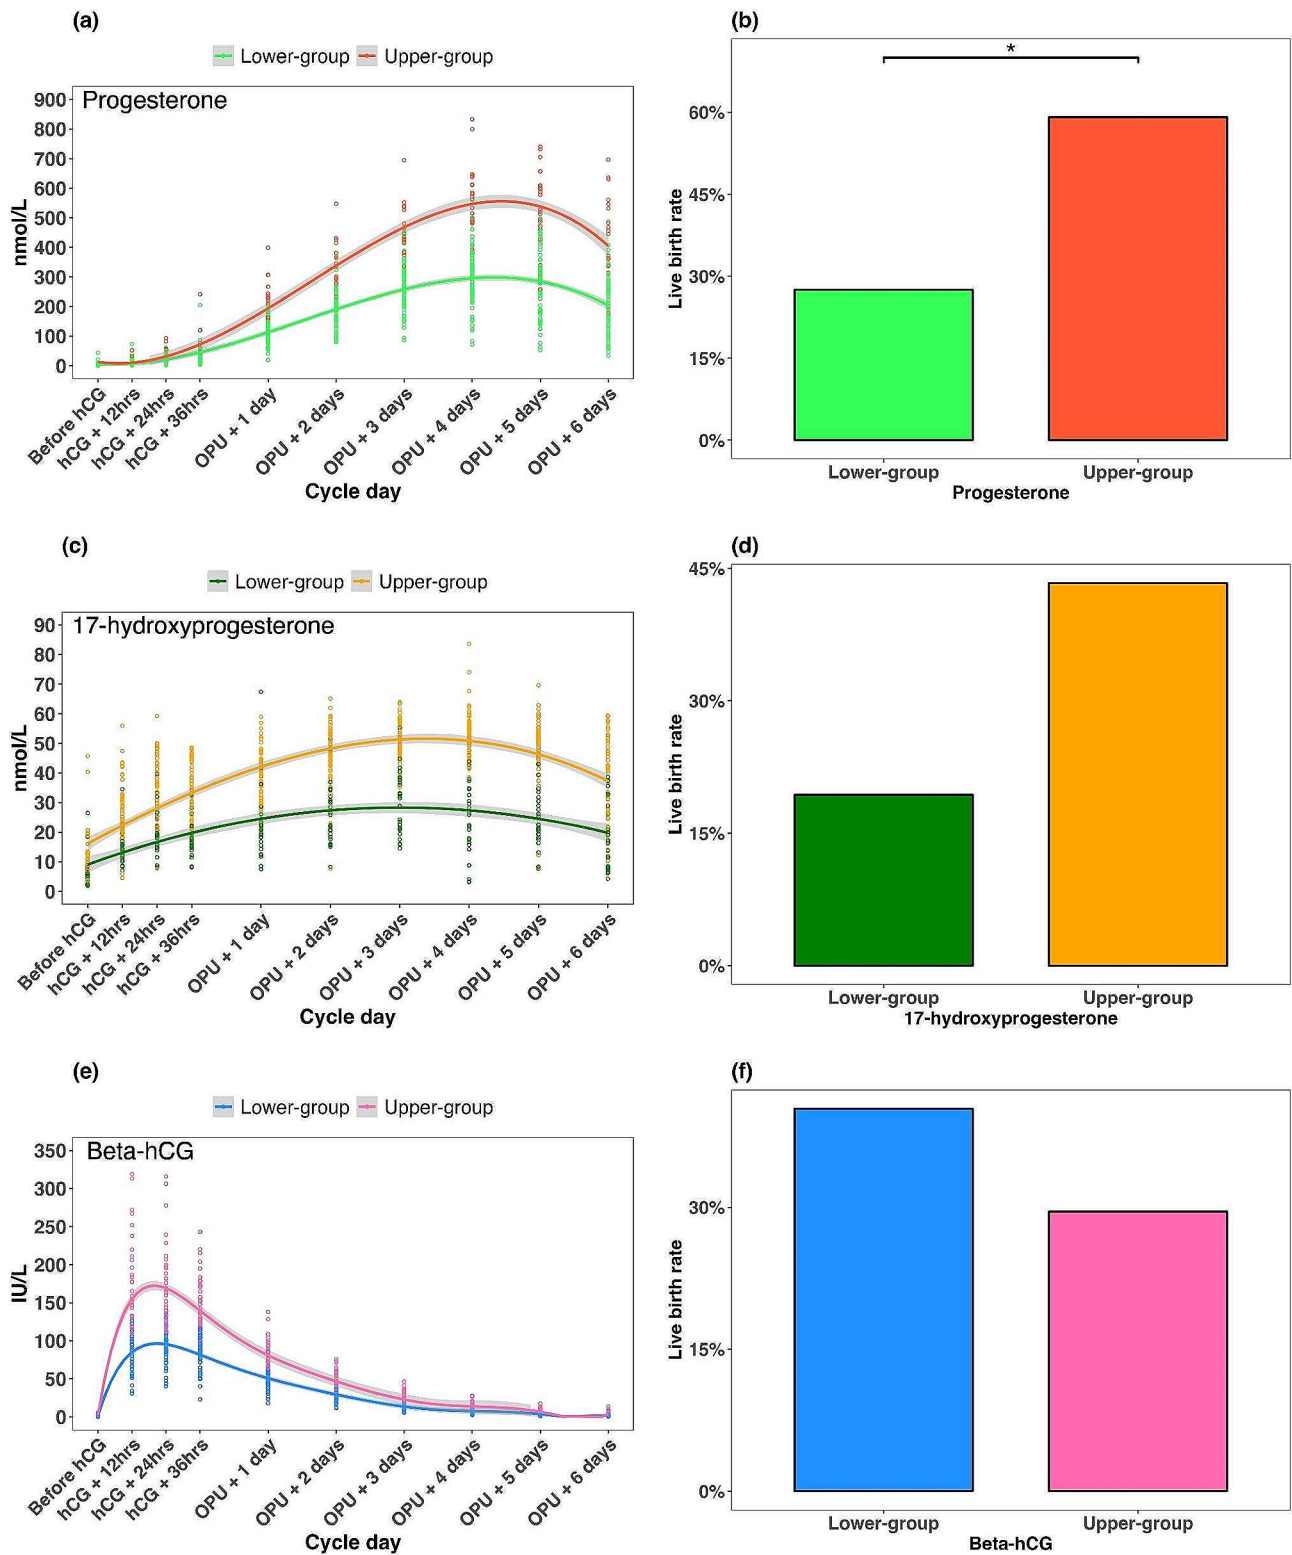 (a)
Lower-group Upper-group
Progesterone
900
800
700
600
500
400
300
200
100
0
nmol/L
Before hCG
hCG + 12hrs
hCG + 24hrs
hCG + 36hrs
OPU + 1 day
OPU + 2 days
OPU + 3 days
OPU + 4 days
OPU + 5 days
OPU + 6 days
Cycle day
(b)
*
60%
45%
30%
15%
0%
Live birth rate
Lower-group Upper-group
Progesterone
(c)
Lower-group Upper-group
17-hydroxyprogesterone
90
80
70
60
50
40
30
20
10
0
nmol/L
Before hCG
hCG + 12hrs
hCG + 24hrs
hCG + 36hrs
OPU + 1 day
OPU + 2 days
OPU + 3 days
OPU + 4 days
OPU + 5 days
OPU + 6 days
Cycle day
(d)
45%
30%
15%
0%
Live birth rate
Lower-group Upper-group
17-hydroxyprogesterone
(e)
Lower-group Upper-group
Beta-hCG
350
300
250
200
150
100
50
0
IU/L
Before hCG
hCG + 12hrs
hCG + 24hrs
hCG + 36hrs
OPU + 1 day
OPU + 2 days
OPU + 3 days
OPU + 4 days
OPU + 5 days
OPU + 6 days
Cycle day
(f)
30%
15%
0%
Live birth rate
Lower-group Upper-group
Beta-hCG